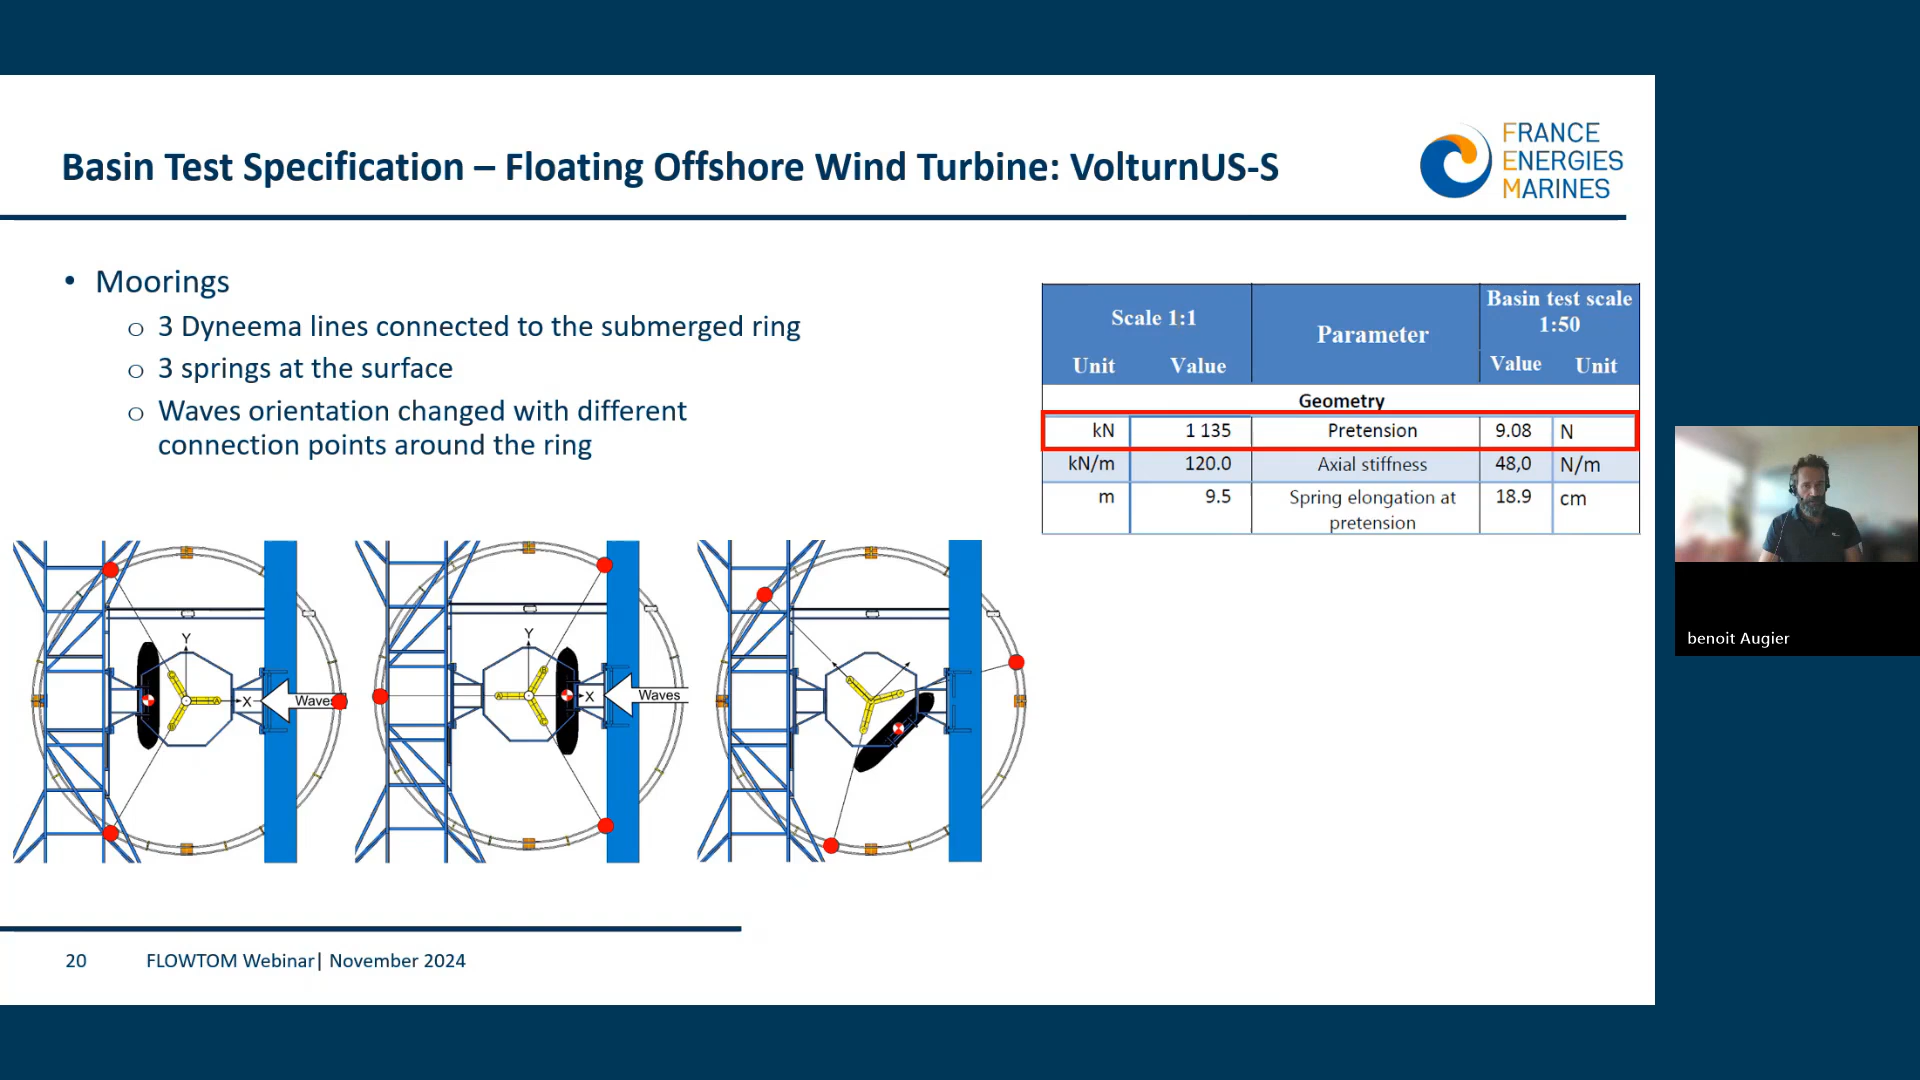 Basin Test Specification – Floating Offshore Wind Turbine: VolturnUS-S
FRANCE
ENERGIES
MARINES
• Moorings
o 3 Dyneema lines connected to the submerged ring
o 3 springs at the surface
o Waves orientation changed with different
connection points around the ring
Scale 1:1 Parameter Basin test scale
1:50
Unit Value Value Unit
Geometry
kN 1 135 Pretension 9.08 N
kN/m 120.0 Axial stiffness 48,0 N/m
m 9.5 Spring elongation at
pretension 18.9 cm
Y
X
Waves
Y
X
Waves
benoit Augier
20 FLOWTOM Webinar| November 2024